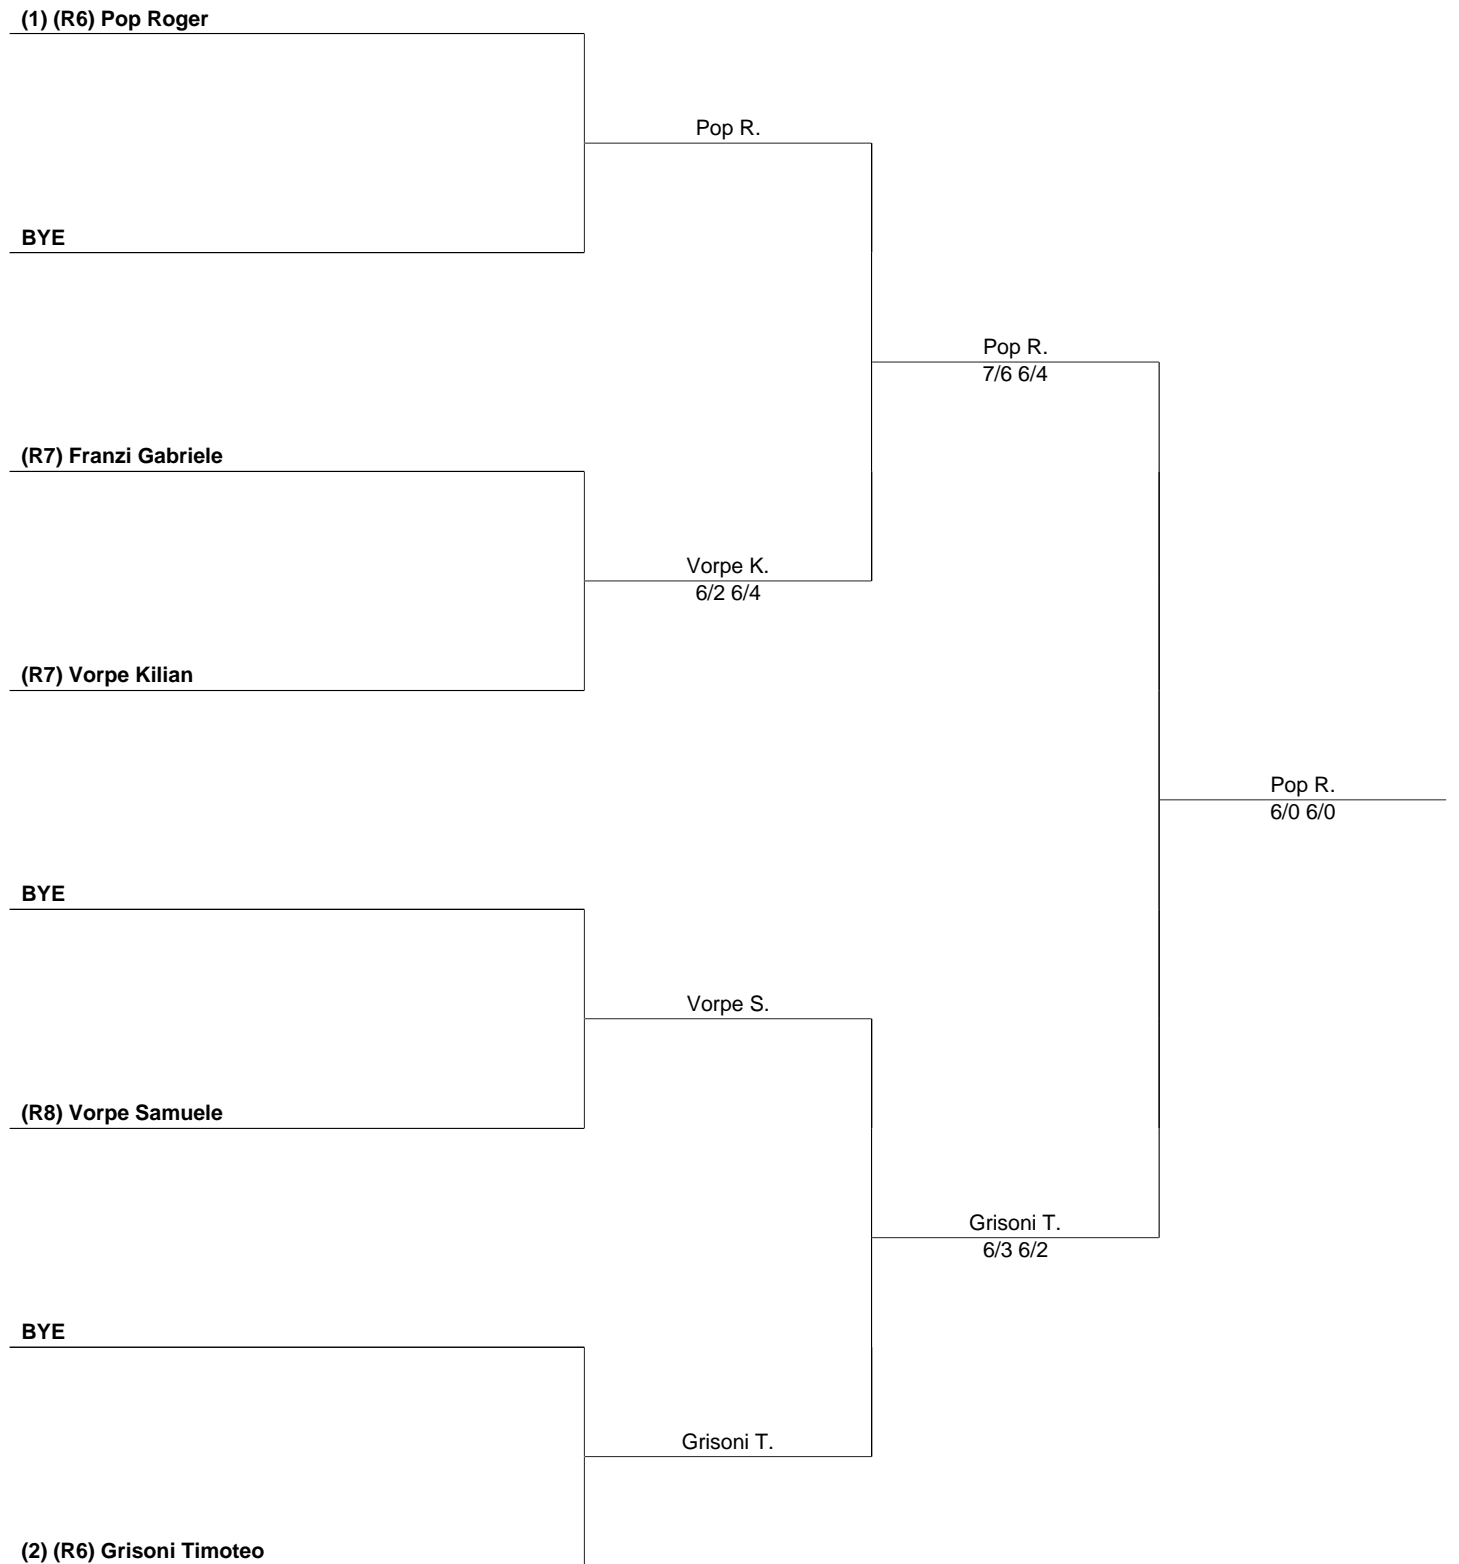 (1) (R6) Pop Roger
Pop R.
BYE
Pop R.
7/6 6/4
(R7) Franzi Gabriele
Vorpe K.
6/2 6/4
(R7) Vorpe Kilian
Pop R.
6/0 6/0
BYE
Vorpe S.
(R8) Vorpe Samuele
Grisoni T.
6/3 6/2
BYE
Grisoni T.
(2) (R6) Grisoni Timoteo